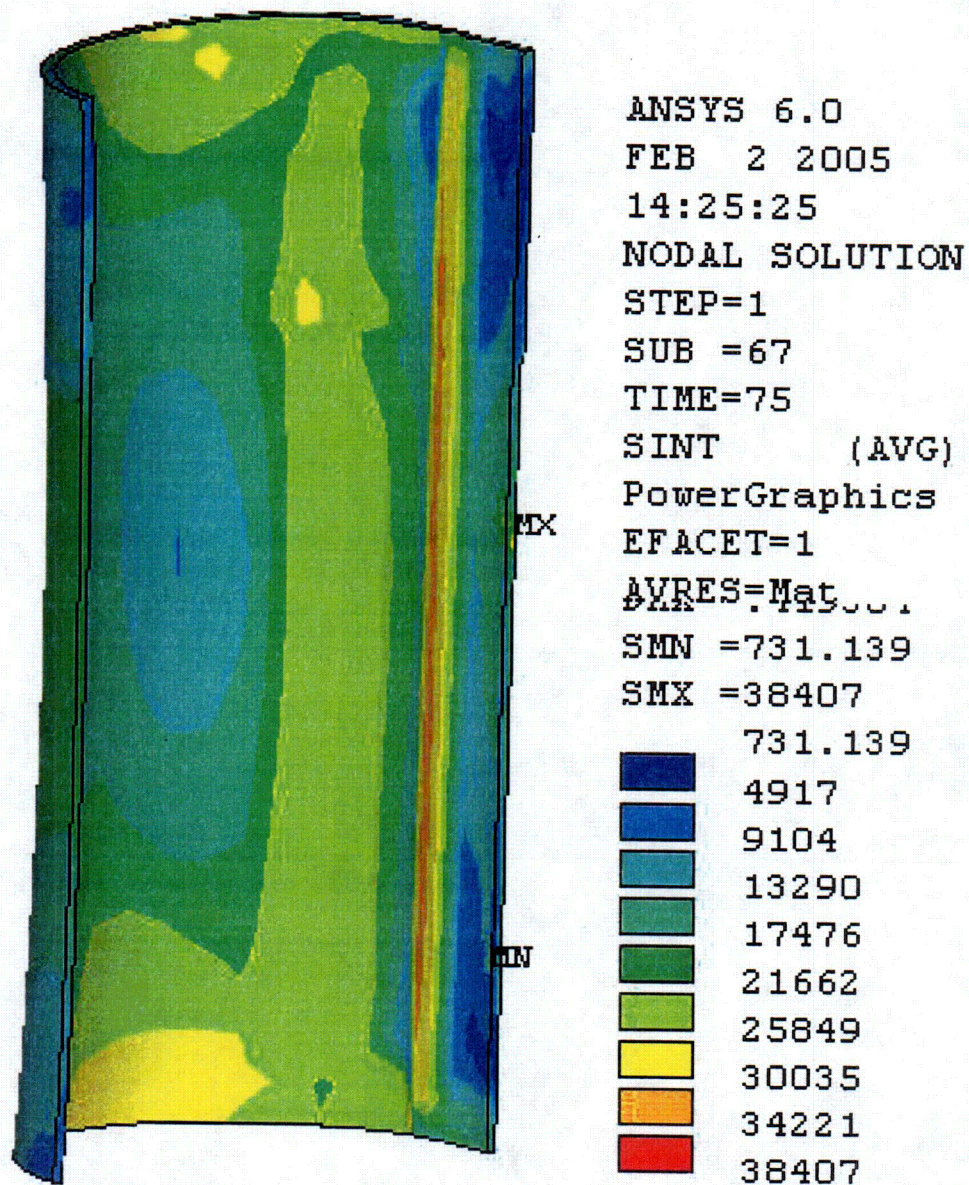 ANSYS 6.0
FEB 2 2005
14:25:25
NODAL SOLUTION
STEP=1
SUB =67
TIME=75
SINT (AVG)
PowerGraphics
EFACET=1
AVRES=Mat
SMN =731.139
SMX =38407
731.139
4917
9104
13290
17476
21662
25849
30035
34221
38407
MX
MN